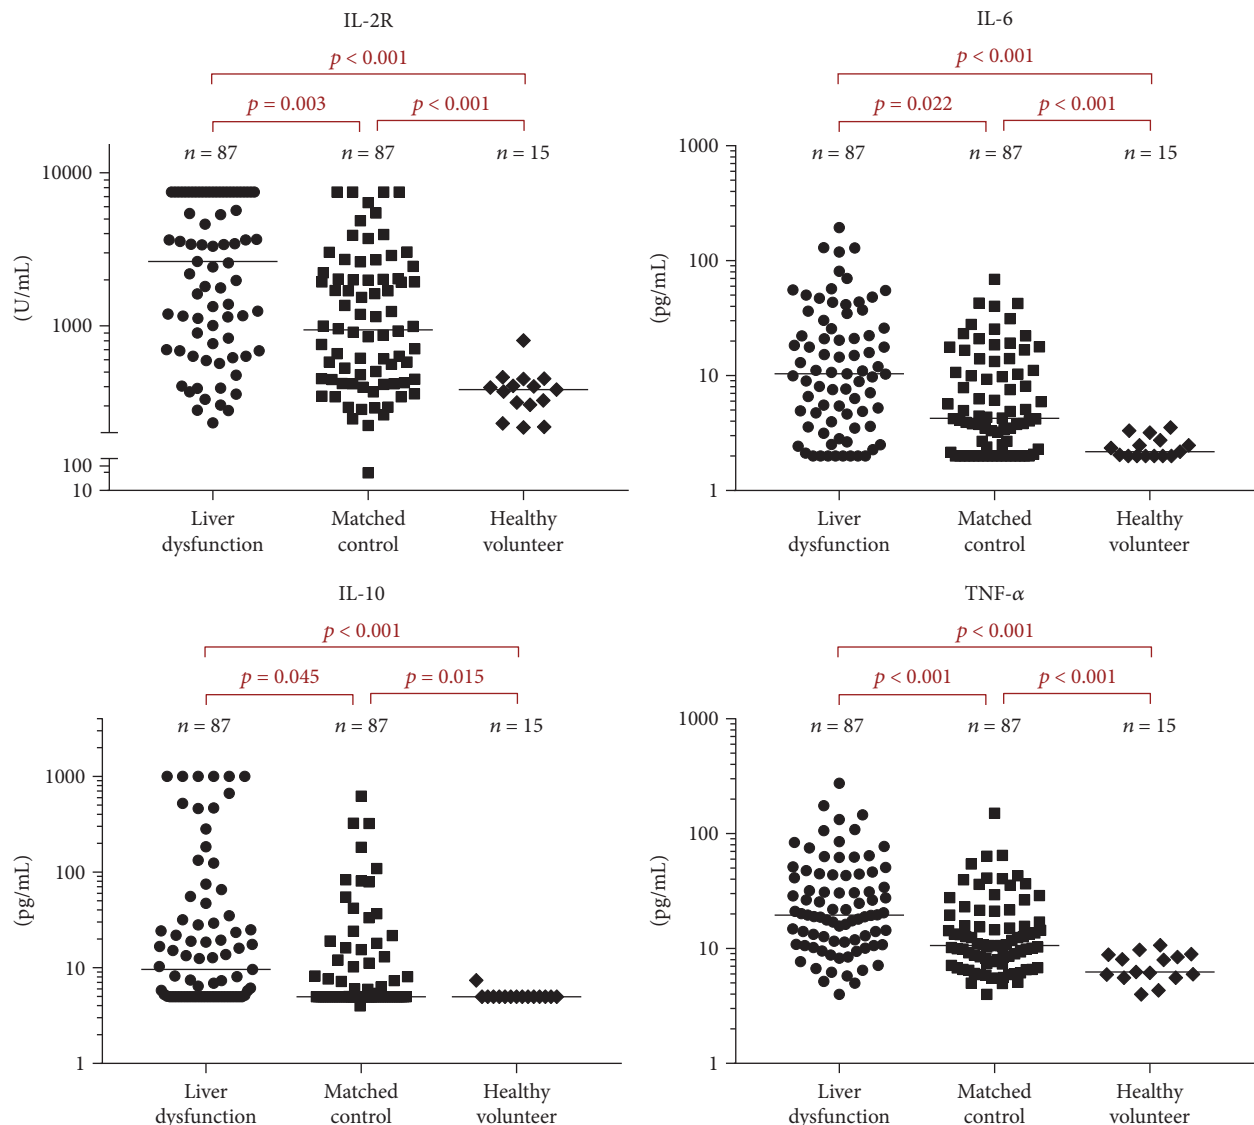 IL-2R
p < 0.001
p = 0.003
p < 0.001
n = 87
n = 87
n = 15
10000
1000
100
10
(U/mL)
Liver
dysfunction
Matched
control
Healthy
volunteer
IL-6
p < 0.001
p = 0.022
p < 0.001
n = 87
n = 87
n = 15
1000
100
10
1
(pg/mL)
Liver
dysfunction
Matched
control
Healthy
volunteer
IL-10
p < 0.001
p = 0.045
p = 0.015
n = 87
n = 87
n = 15
1000
100
10
1
(pg/mL)
Liver
dysfunction
Matched
control
Healthy
volunteer
TNF-α
p < 0.001
p < 0.001
p < 0.001
n = 87
n = 87
n = 15
1000
100
10
1
(pg/mL)
Liver
dysfunction
Matched
control
Healthy
volunteer